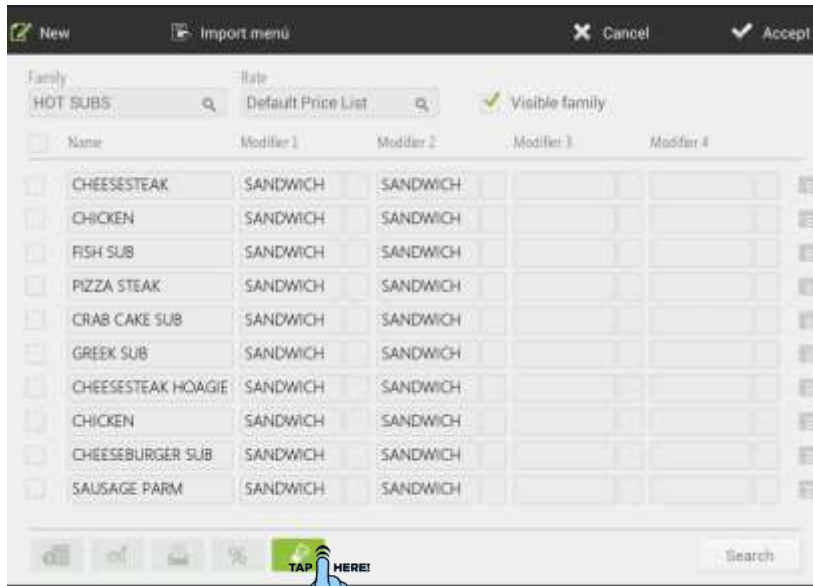 New Import menú Cancel Accept
Family Rate
HOT SUBS Default Price List Visible family
Name Modifier 1 Modifier 2 Modifier 3 Modifier 4
CHEESESTEAK SANDWICH SANDWICH
CHICKEN SANDWICH SANDWICH
FISH SUB SANDWICH SANDWICH
PIZZA STEAK SANDWICH SANDWICH
CRAB CAKE SUB SANDWICH SANDWICH
GREEK SUB SANDWICH SANDWICH
CHEESESTEAK HOAGIE SANDWICH SANDWICH
CHICKEN SANDWICH SANDWICH
CHEESEBURGER SUB SANDWICH SANDWICH
SAUSAGE PARM SANDWICH SANDWICH
% TAP HERE! Search